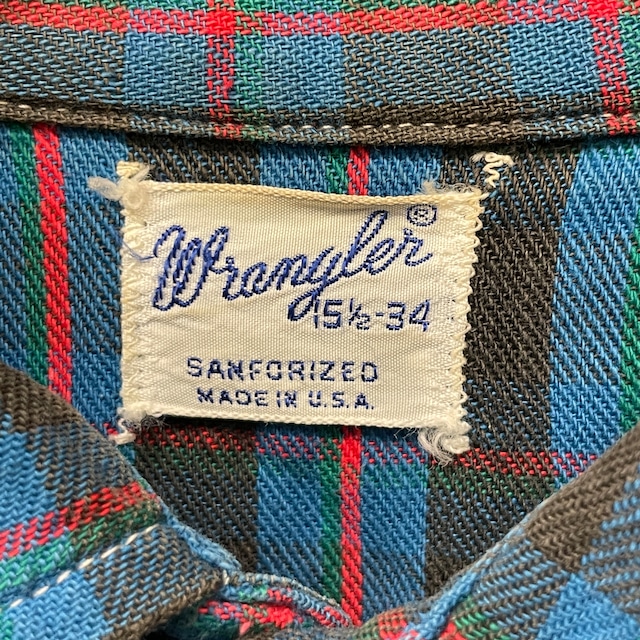 Wrangler®
15½-34
SANFORIZED
MADE IN U.S.A.